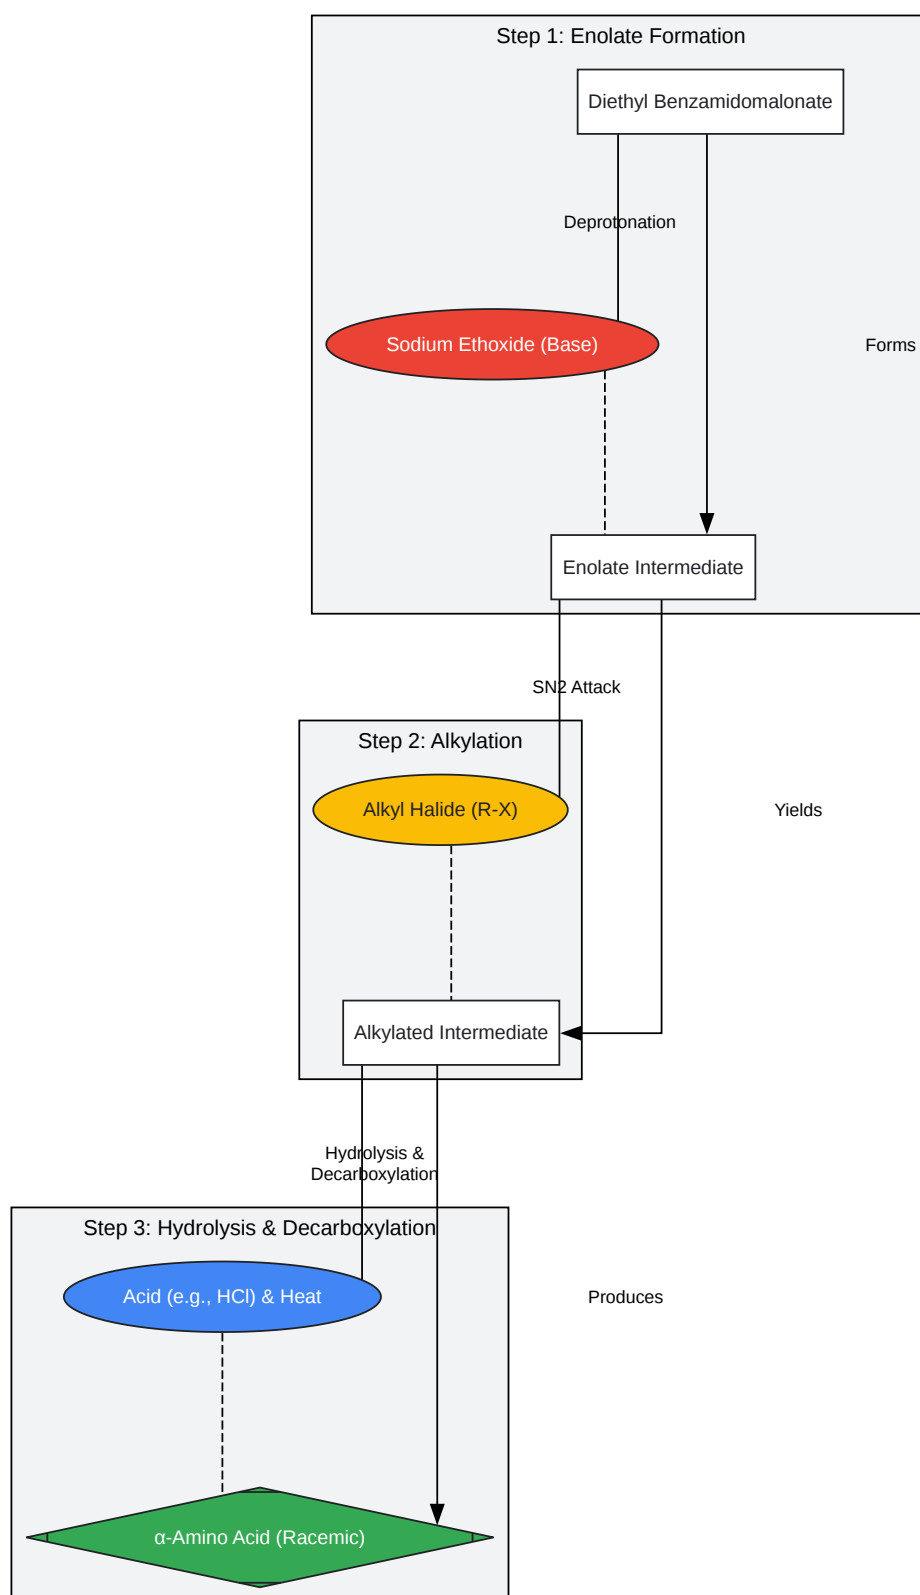 Step 1: Enolate Formation
Diethyl Benzamidomalonate
Deprotonation
Sodium Ethoxide (Base)
Forms
Enolate Intermediate
SN2 Attack
Step 2: Alkylation
Alkyl Halide (R-X)
Yields
Alkylated Intermediate
Hydrolysis &
Decarboxylation
Step 3: Hydrolysis & Decarboxylation
Acid (e.g., HCl) & Heat
Produces
α-Amino Acid (Racemic)